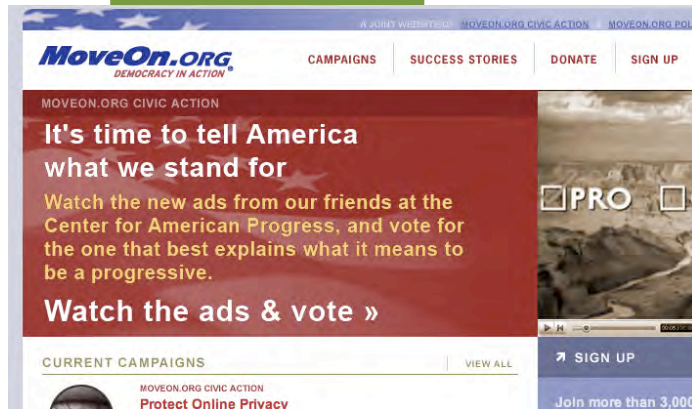 A JOINT WEBSITE OF MOVEON.ORG CIVIC ACTION MOVEON.ORG POL
MoveOn.ORG
DEMOCRACY IN ACTION
CAMPAIGNS SUCCESS STORIES DONATE SIGN UP
MOVEON.ORG CIVIC ACTION
It's time to tell America
what we stand for
Watch the new ads from our friends at the
Center for American Progress, and vote for
the one that best explains what it means to
be a progressive.
Watch the ads & vote »
PRO
CURRENT CAMPAIGNS VIEW ALL
MOVEON.ORG CIVIC ACTION
Protect Online Privacy
SIGN UP
Join more than 3,000